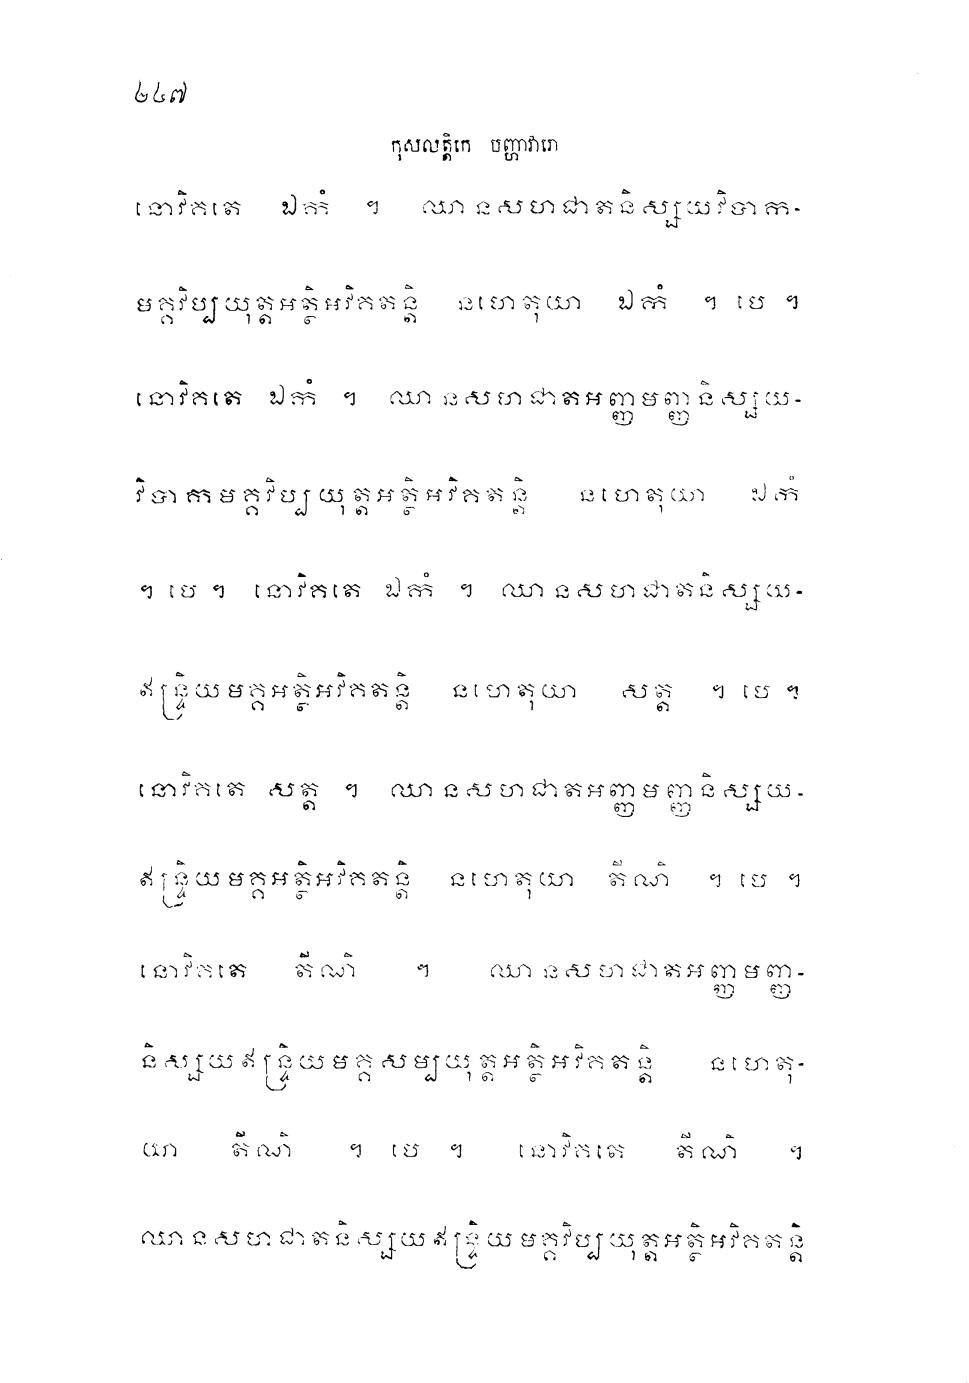 ២៤៧
កុសលត្តិកេ បញ្ហាវារោ
នោវិគតេ ឯកំ ។ ឈានសហជាតនិស្សយវិបាក-
មគ្គវិប្បយុត្តអត្ថិអវិគតន្តិ នហេតុយា ឯកំ ។ បេ ។
នោវិគតេ ឯកំ ។ ឈានសហជាតអញ្ញមញ្ញនិស្សយ-
វិបាកមគ្គវិប្បយុត្តអត្ថិអវិគតន្តិ នហេតុយា ឯកំ
។ បេ ។ នោវិគតេ ឯកំ ។ ឈានសហជាតនិស្សយ-
ឥន្ទ្រិយមគ្គអត្ថិអវិគតន្តិ នហេតុយា សត្ត ។ បេ ។
នោវិគតេ សត្ត ។ ឈានសហជាតអញ្ញមញ្ញនិស្សយ-
ឥន្ទ្រិយមគ្គអត្ថិអវិគតន្តិ នហេតុយា តីណិ ។ បេ ។
នោវិគតេ តីណិ ។ ឈានសហជាតអញ្ញមញ្ញ-
និស្សយឥន្ទ្រិយមគ្គសម្បយុត្តអត្ថិអវិគតន្តិ នហេតុ-
យា តីណិ ។ បេ ។ នោវិគតេ តីណិ ។
ឈានសហជាតនិស្សយឥន្ទ្រិយមគ្គវិប្បយុត្តអត្ថិអវិគតន្តិ